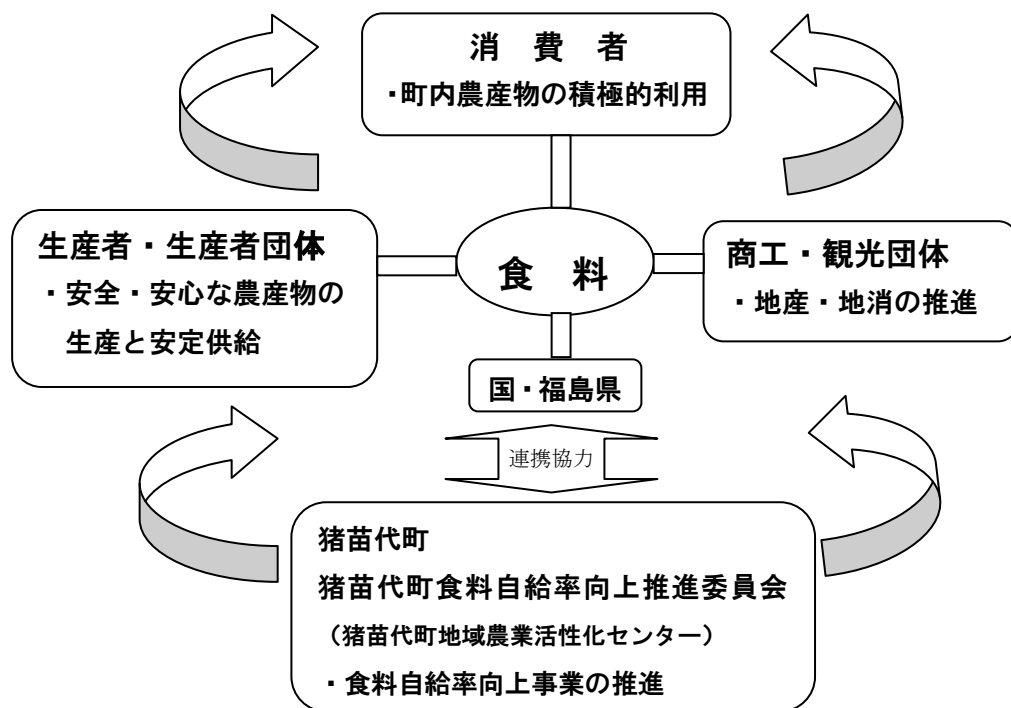 消　費　者
・町内農産物の積極的利用
生産者・生産者団体
・安全・安心な農産物の
生産と安定供給
食　料
商工・観光団体
・地産・地消の推進
国・福島県
連携協力
猪苗代町
猪苗代町食料自給率向上推進委員会
（猪苗代町地域農業活性化センター）
・食料自給率向上事業の推進